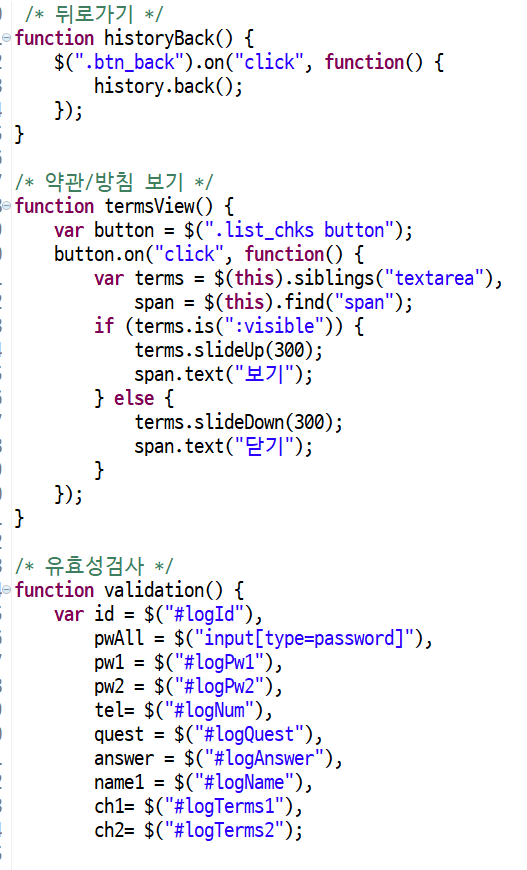 /* 뒤로가기 */
function historyBack() {
    $(".btn_back").on("click", function() {
        history.back();
    });
}

/* 약관/방침 보기 */
function termsView() {
    var button = $(".list_chks button");
    button.on("click", function() {
        var terms = $(this).siblings("textarea"),
            span = $(this).find("span");
        if (terms.is(":visible")) {
            terms.slideUp(300);
            span.text("보기");
        } else {
            terms.slideDown(300);
            span.text("닫기");
        }
    });
}

/* 유효성검사 */
function validation() {
    var id = $("#logId"),
        pwAll = $("input[type=password]"),
        pw1 = $("#logPw1"),
        pw2 = $("#logPw2"),
        tel= $("#logNum"),
        quest = $("#logQuest"),
        answer = $("#logAnswer"),
        name1 = $("#logName"),
        ch1= $("#logTerms1"),
        ch2= $("#logTerms2");